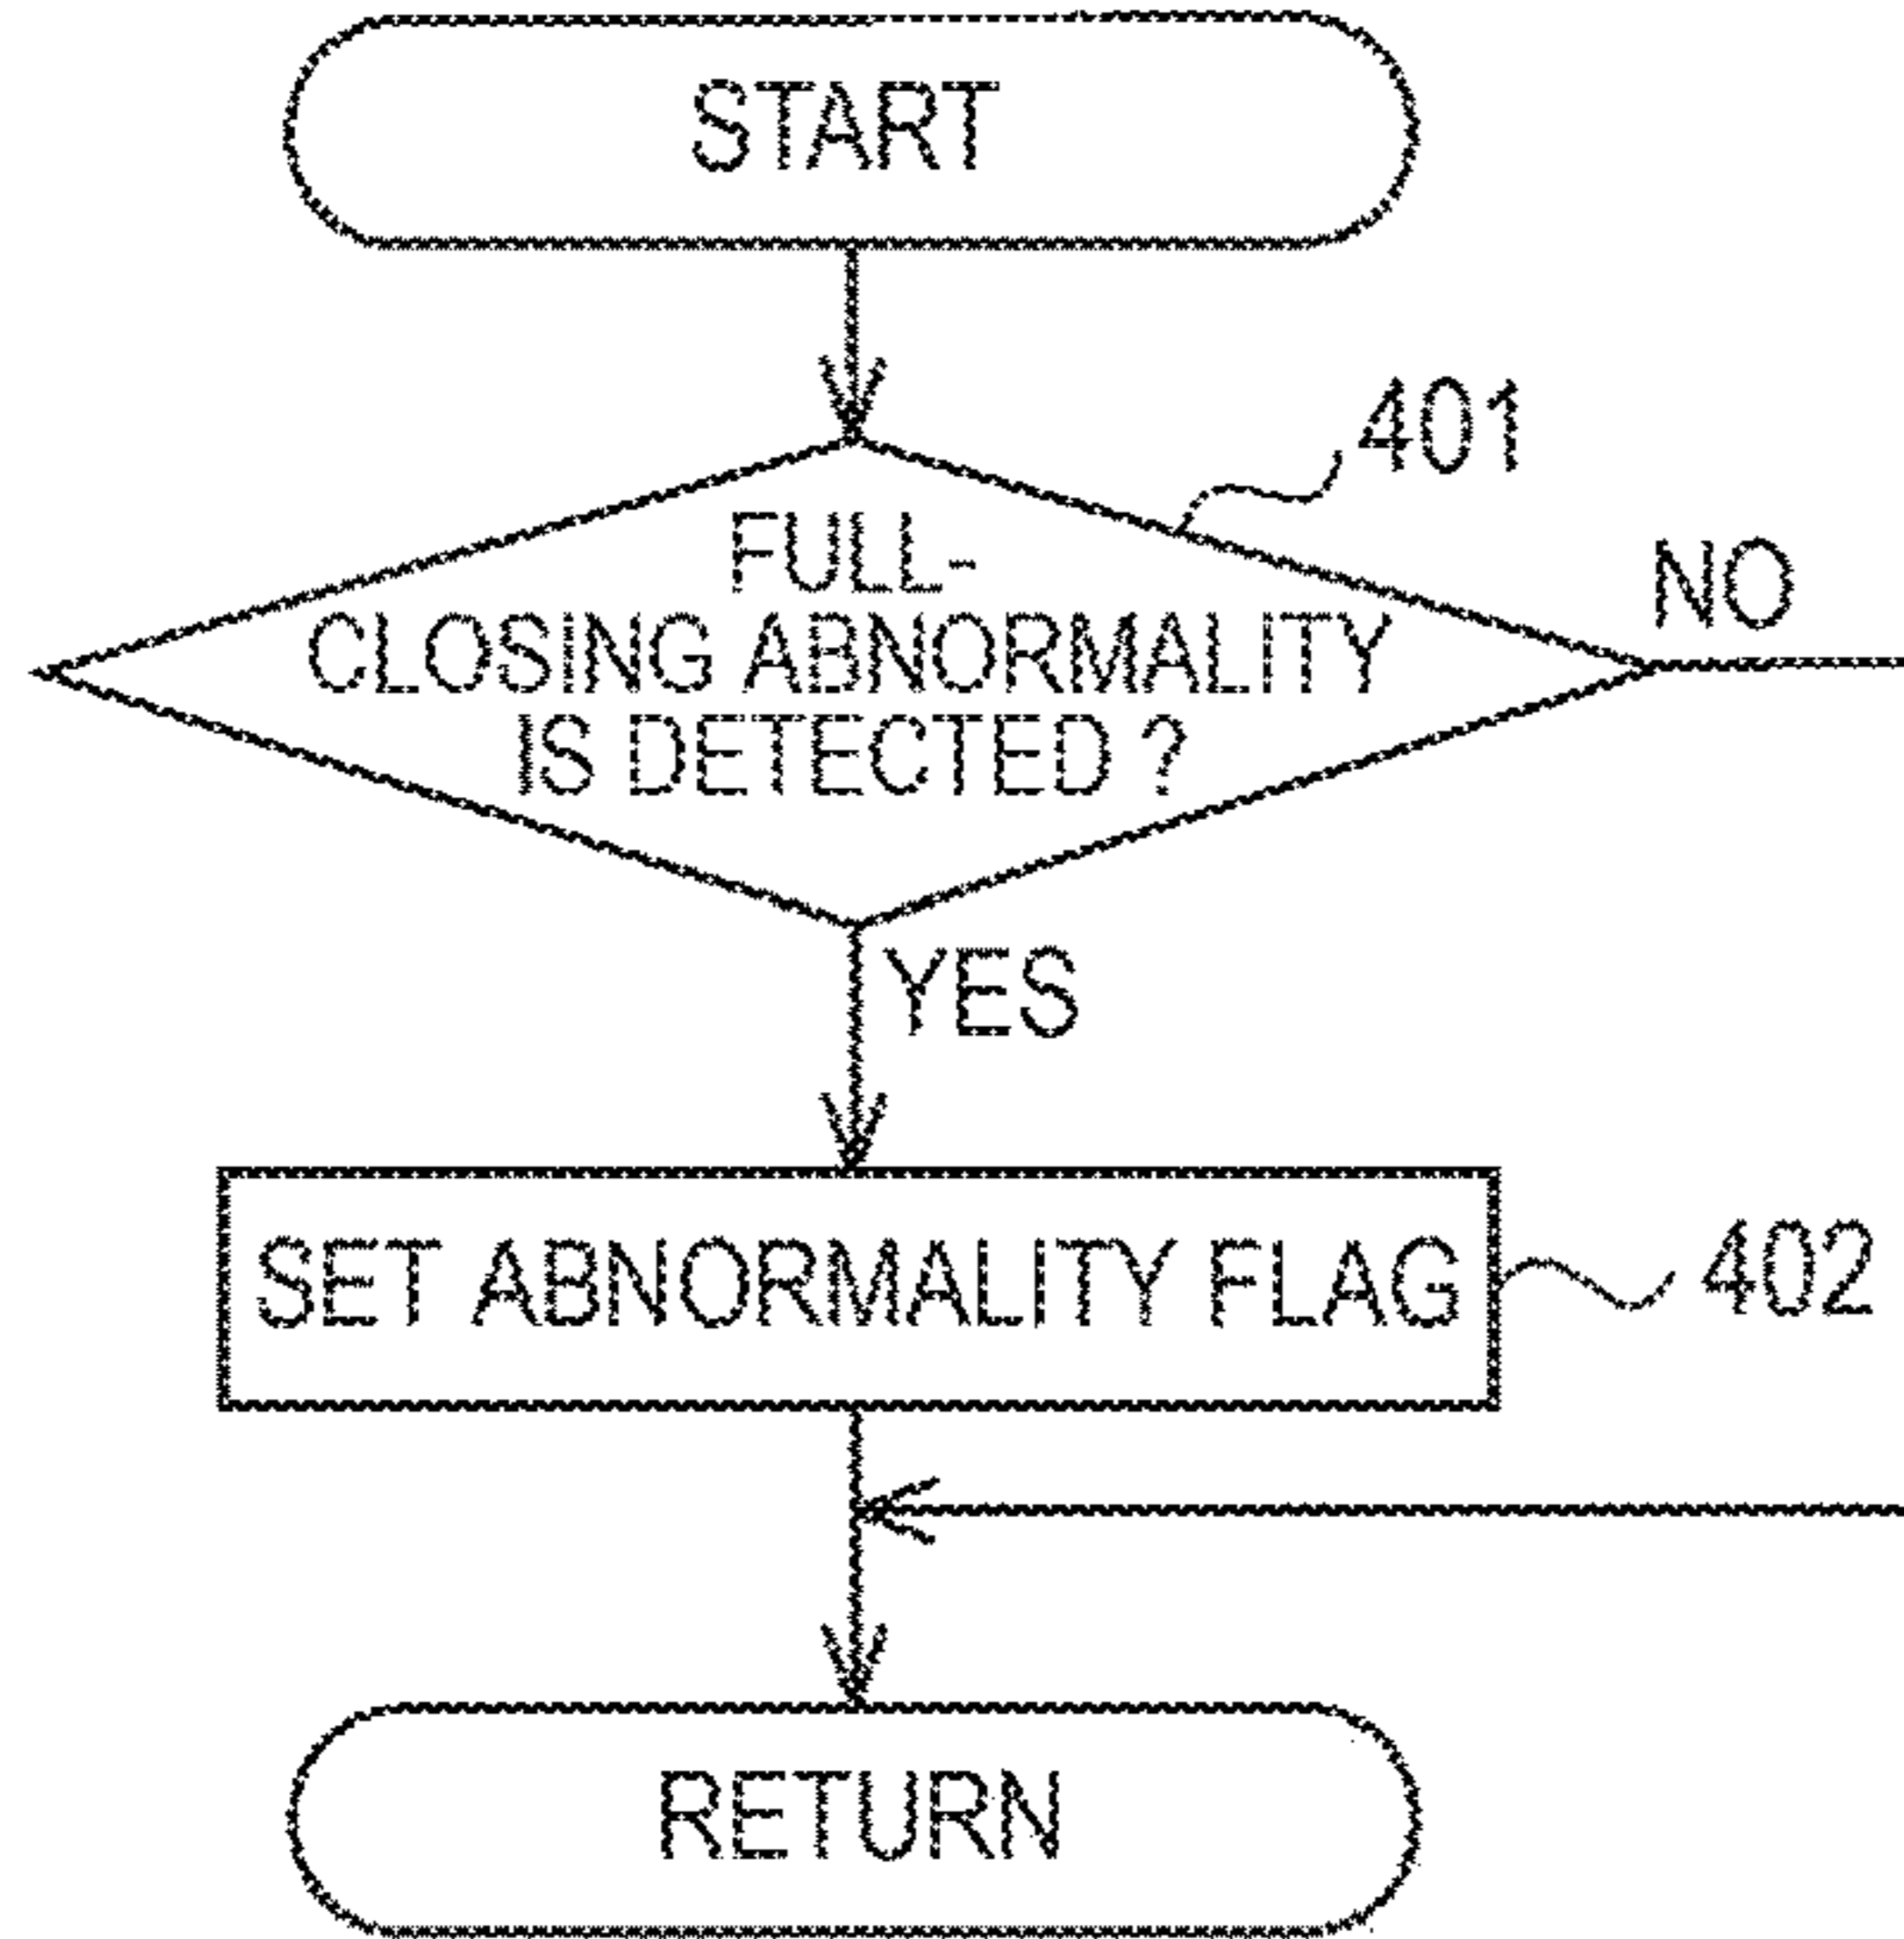 START
401
FULL-
CLOSING ABNORMALITY
IS DETECTED ?
NO
YES
SET ABNORMALITY FLAG
402
RETURN